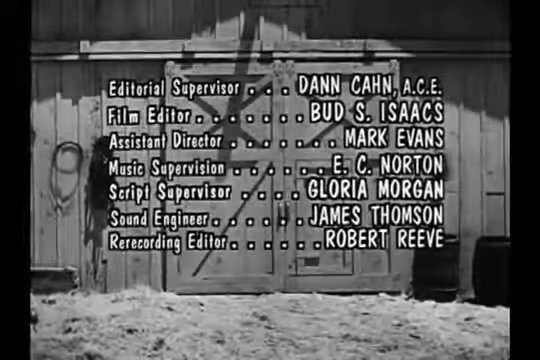 Editorial Supervisor . . . DANN CAHN, A.C.E.
Film Editor . . . . . . . BUD S. ISAACS
Assistant Director . . . . . . . MARK EVANS
Music Supervision . . . . . . E. C. NORTON
Script Supervisor . . . . GLORIA MORGAN
Sound Engineer . . . . . JAMES THOMSON
Rerecording Editor . . . . . . ROBERT REEVE